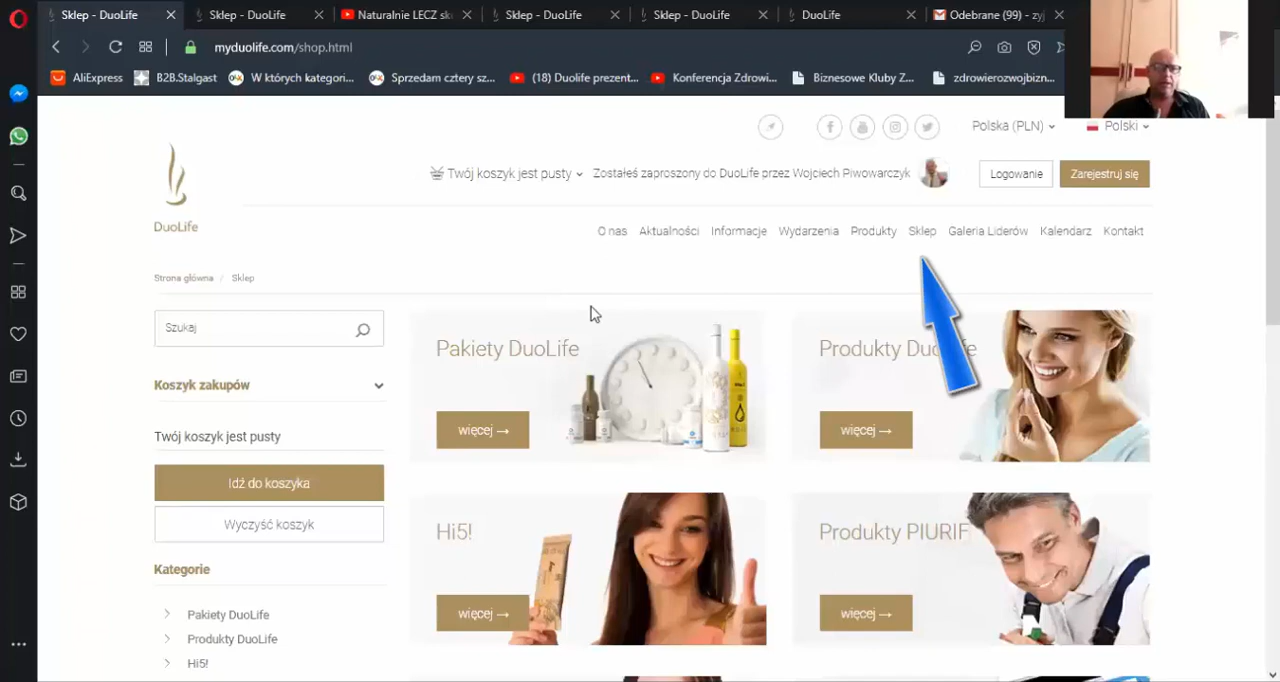 Sklep - DuoLife
Sklep - DuoLife
Naturalnie LECZ sk
Sklep - DuoLife
Sklep - DuoLife
DuoLife
Odebrane (99) - zyj
myduolife.com/shop.html
AliExpress
B2B.Stalgast
W których kategori...
Sprzedam cztery sz...
(18) Duolife prezent...
Konferencja Zdrowi...
Biznesowe Kluby Z...
zdrowierozwojbizn...
Polska (PLN)
Polski
Twój koszyk jest pusty
Zostałeś zaproszony do DuoLife przez Wojciech Piwowarczyk
Logowanie
Zarejestruj się
DuoLife
O nas Aktualności Informacje Wydarzenia Produkty Sklep Galeria Liderów Kalendarz Kontakt
Strona główna / Sklep
Szukaj
Koszyk zakupów
Twój koszyk jest pusty
Idź do koszyka
Wyczyść koszyk
Kategorie
Pakiety DuoLife
Produkty DuoLife
Hi5!
Pakiety DuoLife
więcej →
Produkty DuoLife
więcej →
Hi5!
więcej →
Produkty PIURIF
więcej →